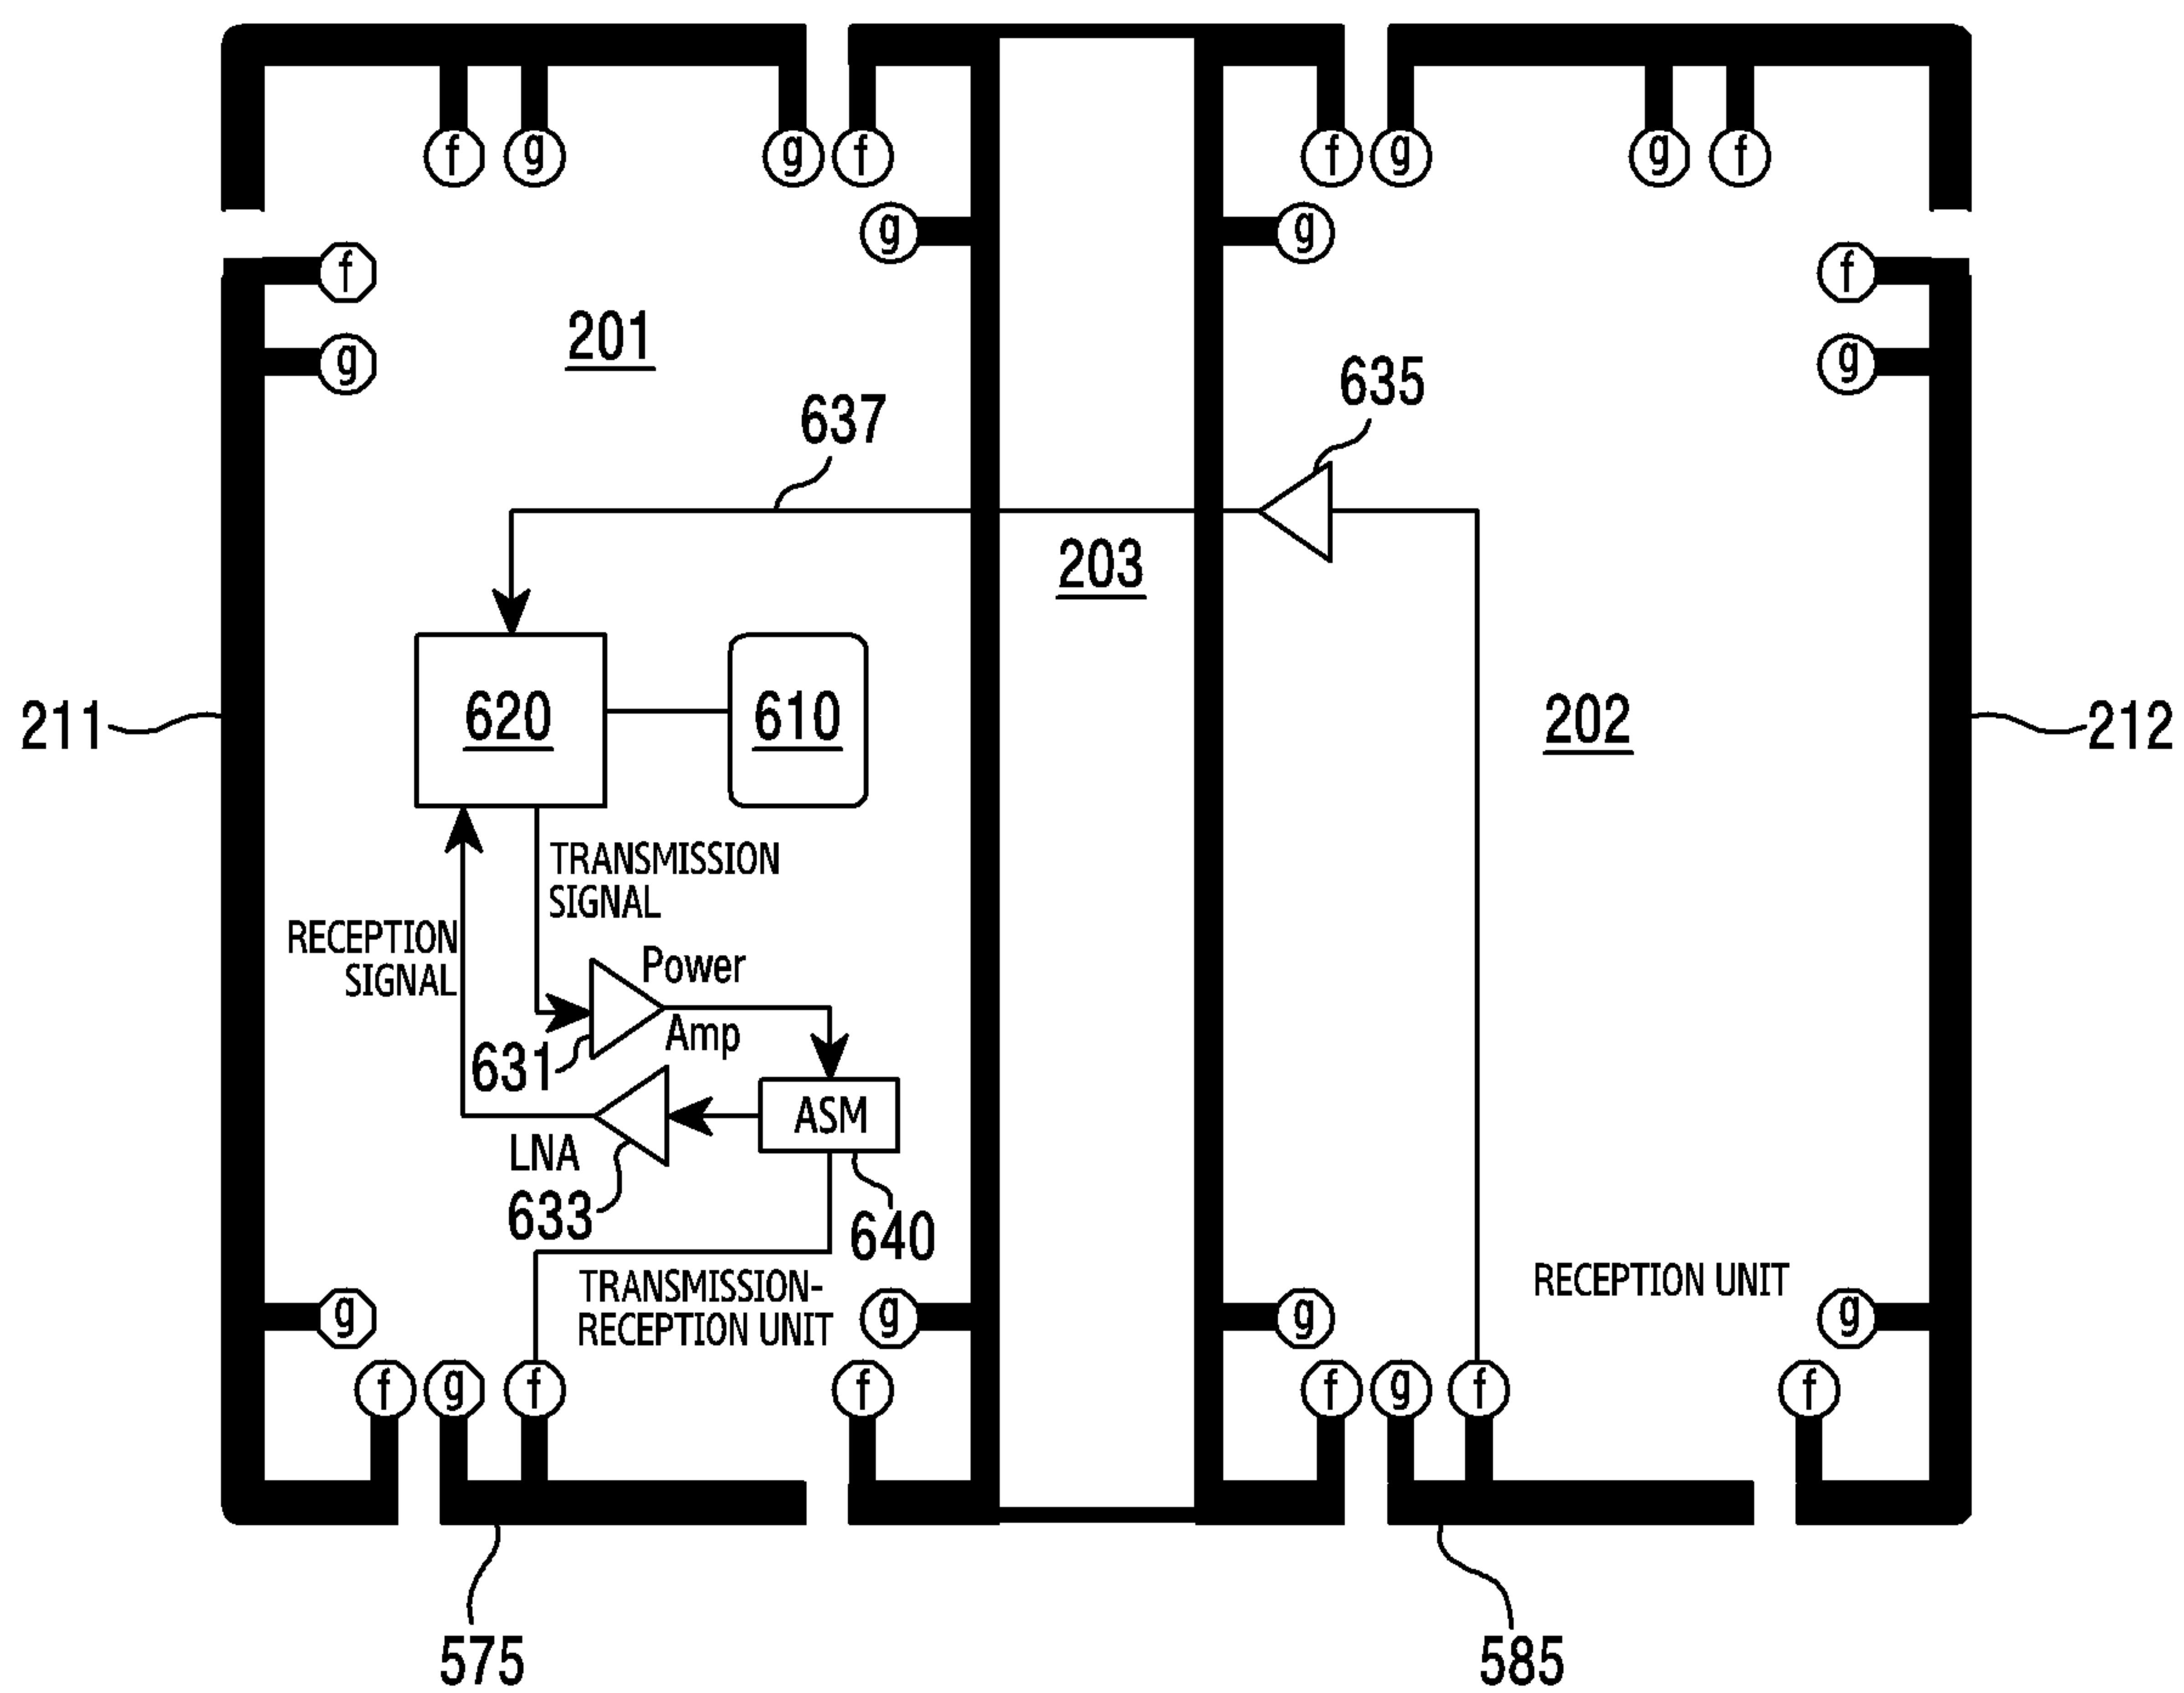 f g g f f g g f
g g
f f
201
g g
635
637
203
620 610 202
211 212
TRANSMISSION
SIGNAL
RECEPTION
SIGNAL
Power
Amp
631
ASM
LNA
633
640
TRANSMISSION-
RECEPTION UNIT
RECEPTION UNIT
g g g g
f g f f f g f f
575 585